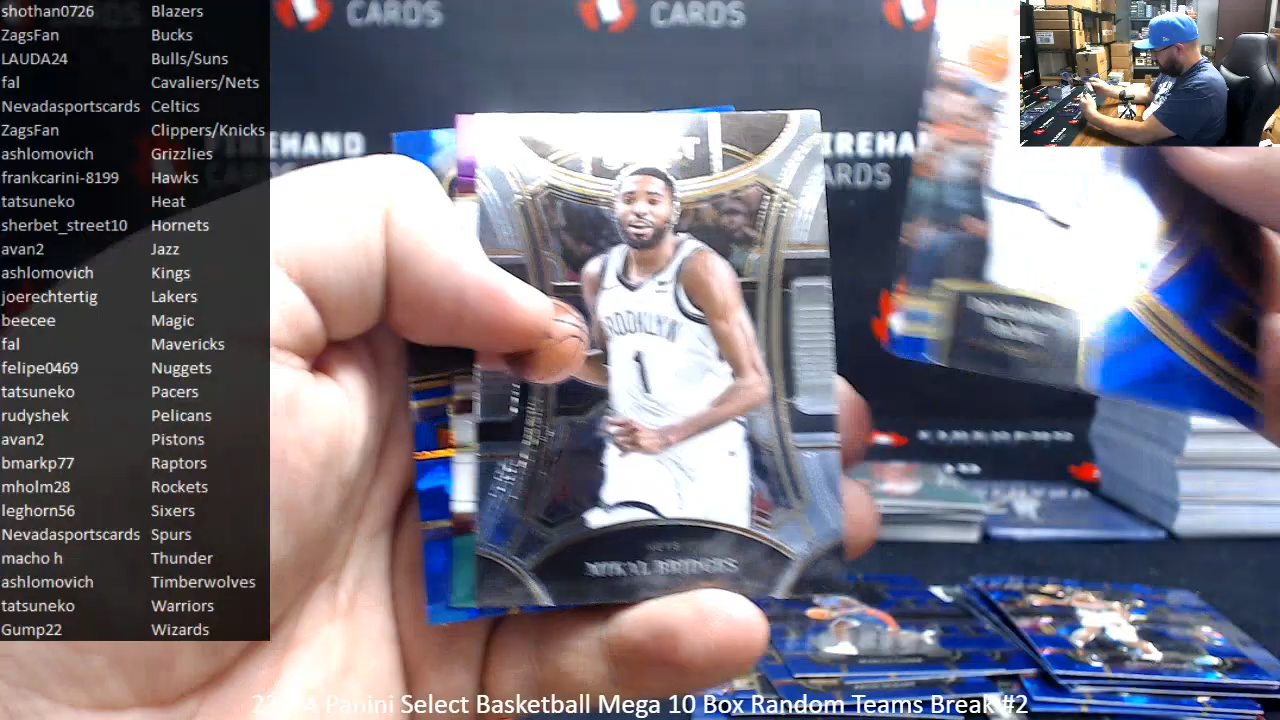 shothan0726 Blazers
ZagsFan Bucks
LAUDA24 Bulls/Suns
fal Cavaliers/Nets
Nevadasportscards Celtics
ZagsFan Clippers/Knicks
ashlomovich Grizzlies
frankcarini-8199 Hawks
tatsuneko Heat
sherbet_street10 Hornets
avan2 Jazz
ashlomovich Kings
joerechtertig Lakers
beecee Magic
fal Mavericks
felipe0469 Nuggets
tatsuneko Pacers
rudyshek Pelicans
avan2 Pistons
bmarkp77 Raptors
mholm28 Rockets
leghorn56 Sixers
Nevadasportscards Spurs
macho h Thunder
ashlomovich Timberwolves
tatsuneko Warriors
Gump22 Wizards
CARDS
CARDS
BROOKLYN
1
NETS
MIKAL BRIDGES
Panini Select Basketball Mega 10 Box Random Teams Break #2